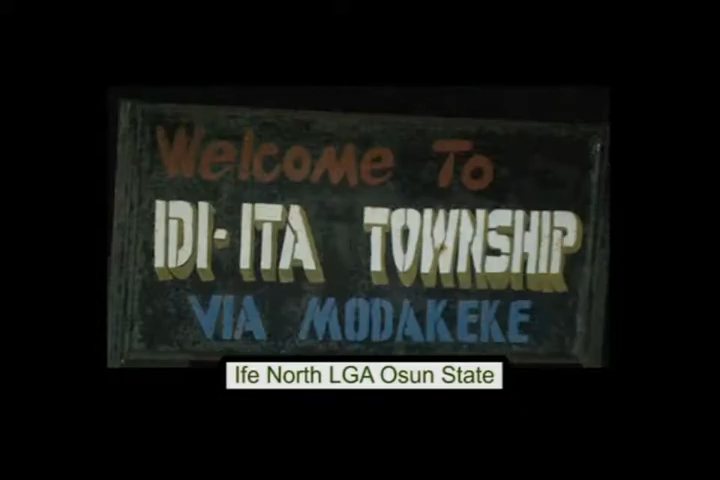 Welcome To
IDI-ITA TOWNSHIP
VIA MODAKEKE
Ife North LGA Osun State